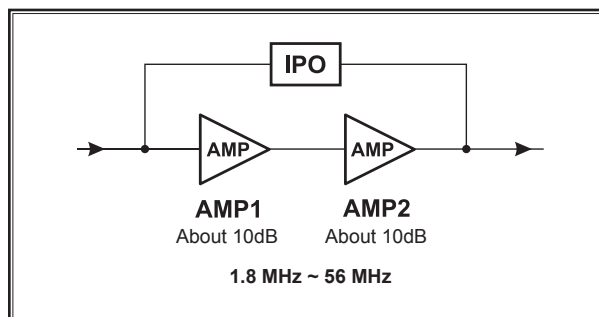 IPO
AMP AMP
AMP1 AMP2
About 10dB About 10dB
1.8 MHz ~ 56 MHz